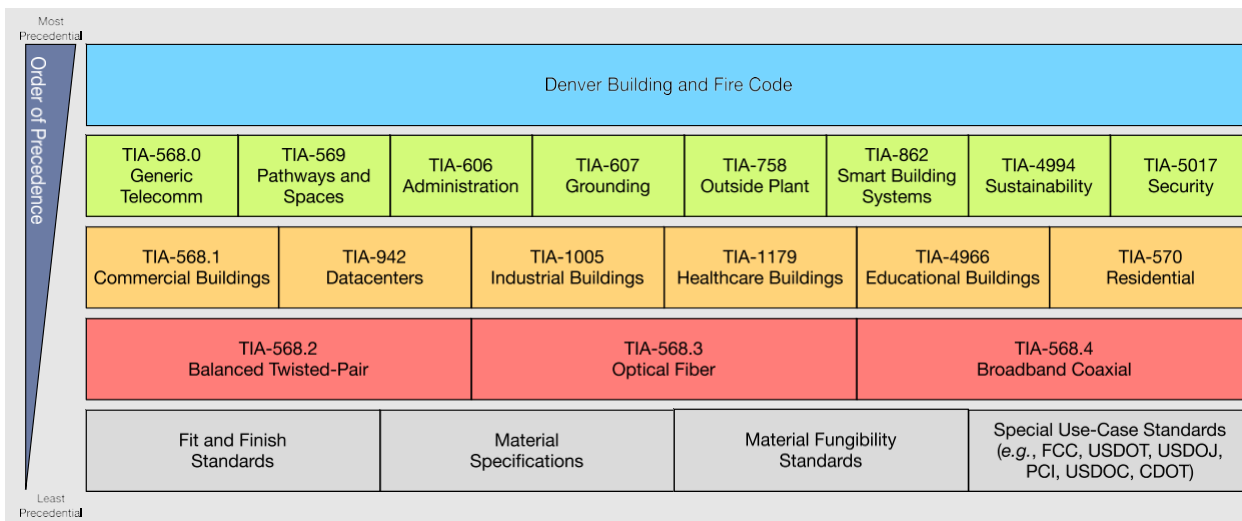 Most
Precedential
Order of Precedence
Denver Building and Fire Code
TIA-568.0
Generic
Telecomm
TIA-569
Pathways and
Spaces
TIA-606
Administration
TIA-607
Grounding
TIA-758
Outside Plant
TIA-862
Smart Building
Systems
TIA-4994
Sustainability
TIA-5017
Security
TIA-568.1
Commercial Buildings
TIA-942
Datacenters
TIA-1005
Industrial Buildings
TIA-1179
Healthcare Buildings
TIA-4966
Educational Buildings
TIA-570
Residential
TIA-568.2
Balanced Twisted-Pair
TIA-568.3
Optical Fiber
TIA-568.4
Broadband Coaxial
Fit and Finish
Standards
Material
Specifications
Material Fungibility
Standards
Special Use-Case Standards
(e.g., FCC, USDOT, USDOJ,
PCI, USDOC, CDOT)
Least
Precedential